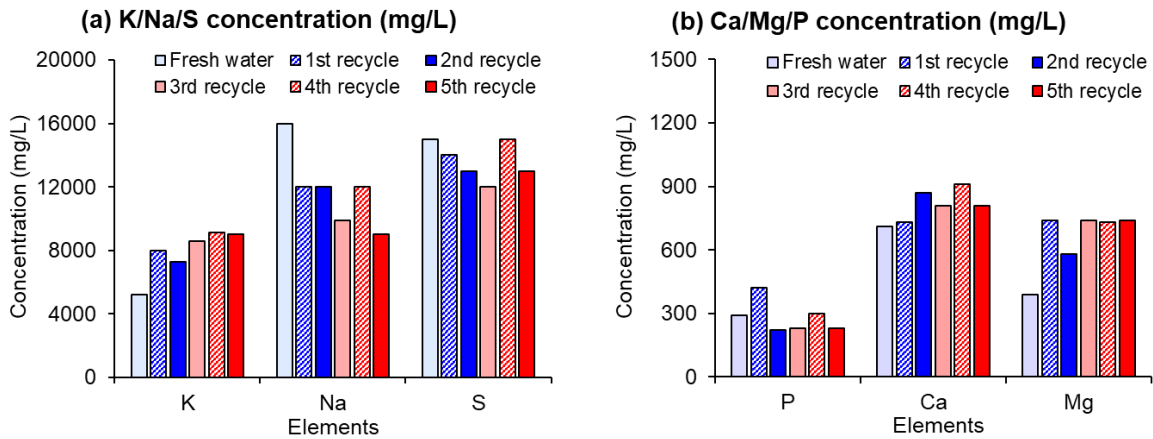 (a) K/Na/S concentration (mg/L)
Fresh water 1st recycle 2nd recycle
3rd recycle 4th recycle 5th recycle
Concentration (mg/L)
20000
16000
12000
8000
4000
0
K Na S
Elements
(b) Ca/Mg/P concentration (mg/L)
Fresh water 1st recycle 2nd recycle
3rd recycle 4th recycle 5th recycle
Concentration (mg/L)
1500
1200
900
600
300
0
P Ca Mg
Elements